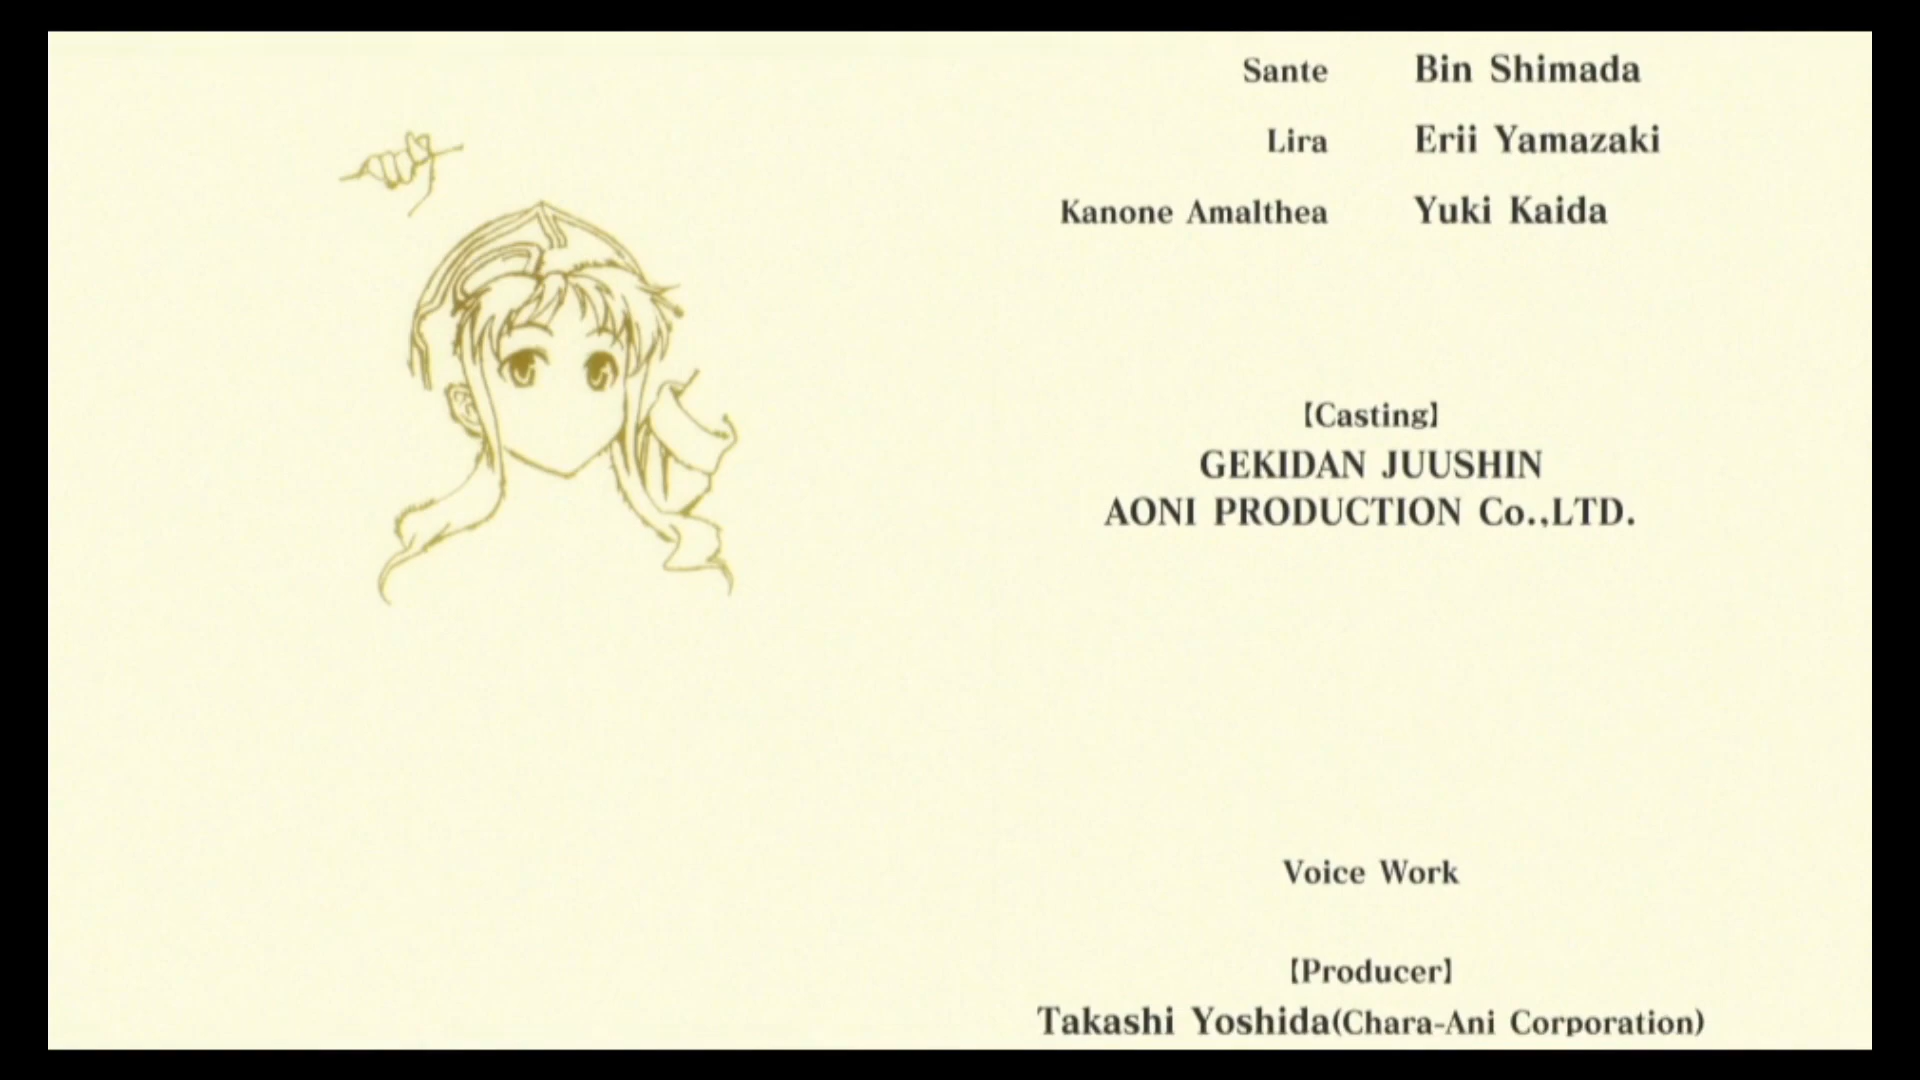 Sante Bin Shimada
Lira Erii Yamazaki
Kanone Amalthea Yuki Kaida
【Casting】
GEKIDAN JUUSHIN
AONI PRODUCTION Co.,LTD.
Voice Work
【Producer】
Takashi Yoshida(Chara-Ani Corporation)